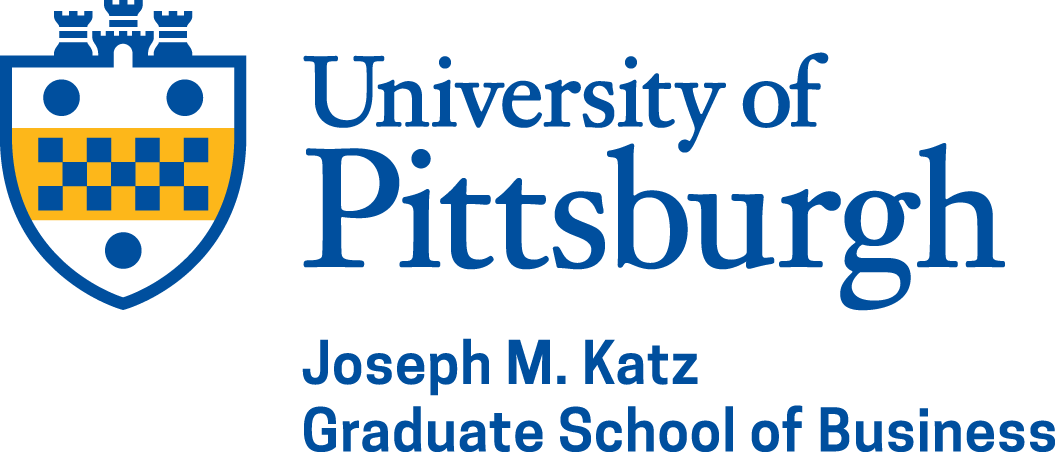 University of
Pittsburgh
Joseph M. Katz
Graduate School of Business